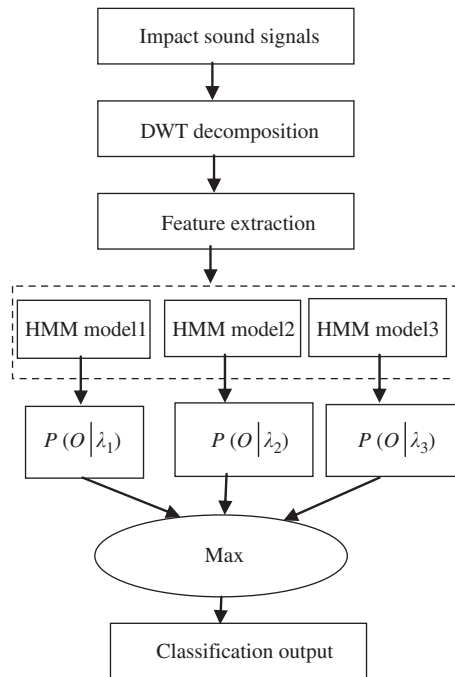 Impact sound signals
DWT decomposition
Feature extraction
HMM model1 HMM model2 HMM model3
P (O|λ₁) P (O|λ₂) P (O|λ₃)
Max
Classification output